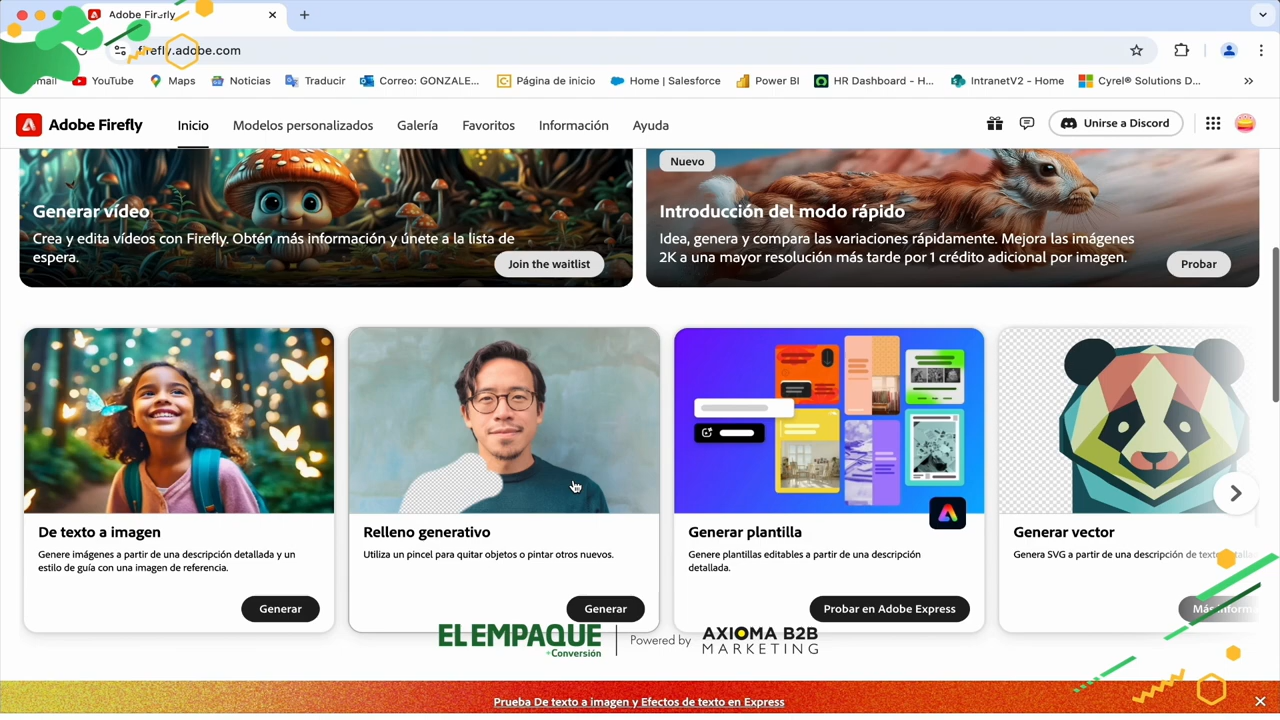 Adobe Firefly
firefly.adobe.com
YouTube
Maps
Noticias
Traducir
Correo: GONZALE...
Página de inicio
Home | Salesforce
Power BI
HR Dashboard - H...
IntranetV2 - Home
Cyrel® Solutions D...
Adobe Firefly
Inicio
Modelos personalizados
Galería
Favoritos
Información
Ayuda
Unirse a Discord
Generar vídeo
Crea y edita vídeos con Firefly. Obtén más información y únete a la lista de
espera.
Join the waitlist
Nuevo
Introducción del modo rápido
Idea, genera y compara las variaciones rápidamente. Mejora las imágenes
2K a una mayor resolución más tarde por 1 crédito adicional por imagen.
Probar
De texto a imagen
Genere imágenes a partir de una descripción detallada y un
estilo de guía con una imagen de referencia.
Generar
Relleno generativo
Utiliza un pincel para quitar objetos o pintar otros nuevos.
Generar
Generar plantilla
Genere plantillas editables a partir de una descripción
detallada.
Probar en Adobe Express
Generar vector
Genera SVG a partir de una descripción de texto
Más
EL EMPAQUE
+Conversión
Powered by
AXIOMA B2B
MARKETING
Prueba De texto a imagen y Efectos de texto en Express